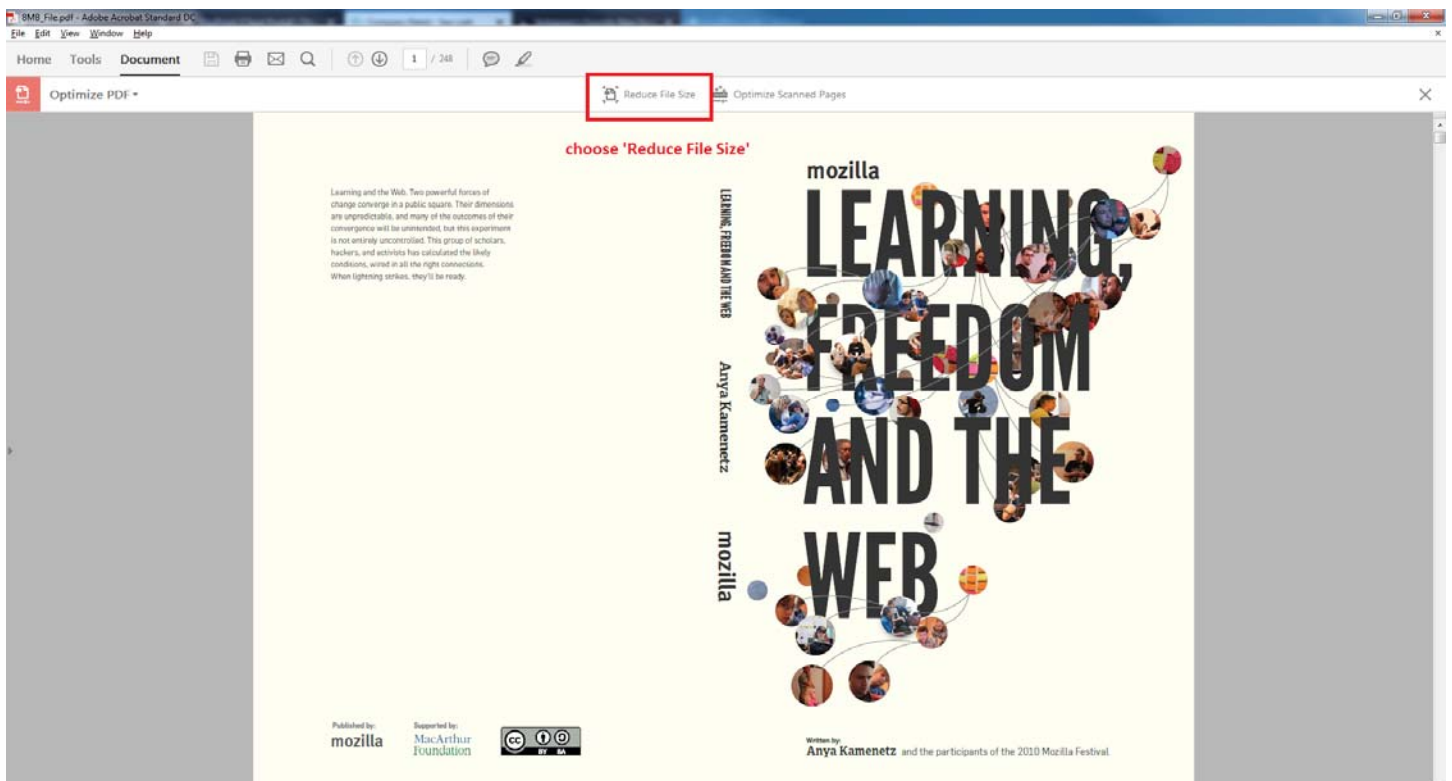 8MB_File.pdf - Adobe Acrobat Standard DC
File Edit View Window Help
Home Tools Document 1 / 248
Optimize PDF
Reduce File Size Optimize Scanned Pages
choose 'Reduce File Size'
Learning and the Web. Two powerful forces of
change converge in a public square. Their dimensions
are unpredictable, and many of the outcomes of their
convergence will be unintended, but this experiment
is not entirely uncontrolled. This group of scholars,
hackers, and activists has calculated the likely
conditions, wired in all the right connections.
When lightning strikes, they'll be ready.
LEARNING, FREEDOM AND THE WEB
Anya Kamenetz
mozilla
mozilla
LEARNING,
FREEDOM
AND THE
WEB
Published by:
mozilla
Supported by:
MacArthur
Foundation
cc
BY SA
Written by:
Anya Kamenetz and the participants of the 2010 Mozilla Festival.